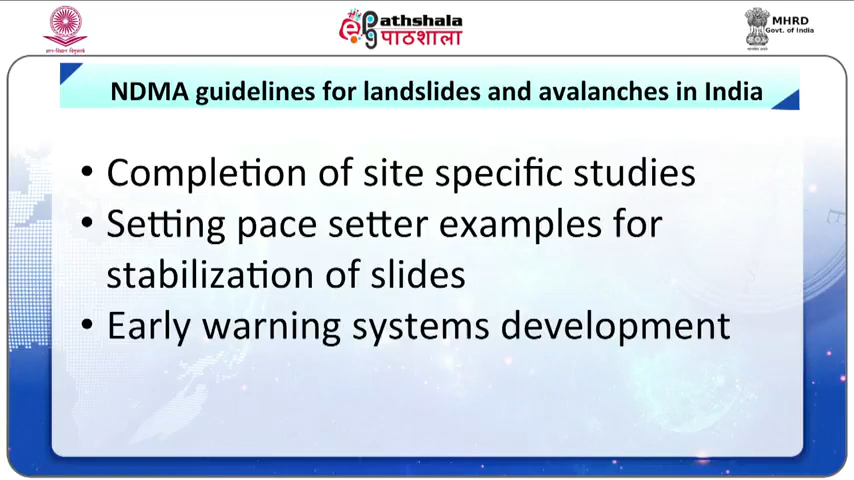 ePathshala
पाठशाला
MHRD
Govt. of India
NDMA guidelines for landslides and avalanches in India
• Completion of site specific studies
• Setting pace setter examples for
stabilization of slides
• Early warning systems development